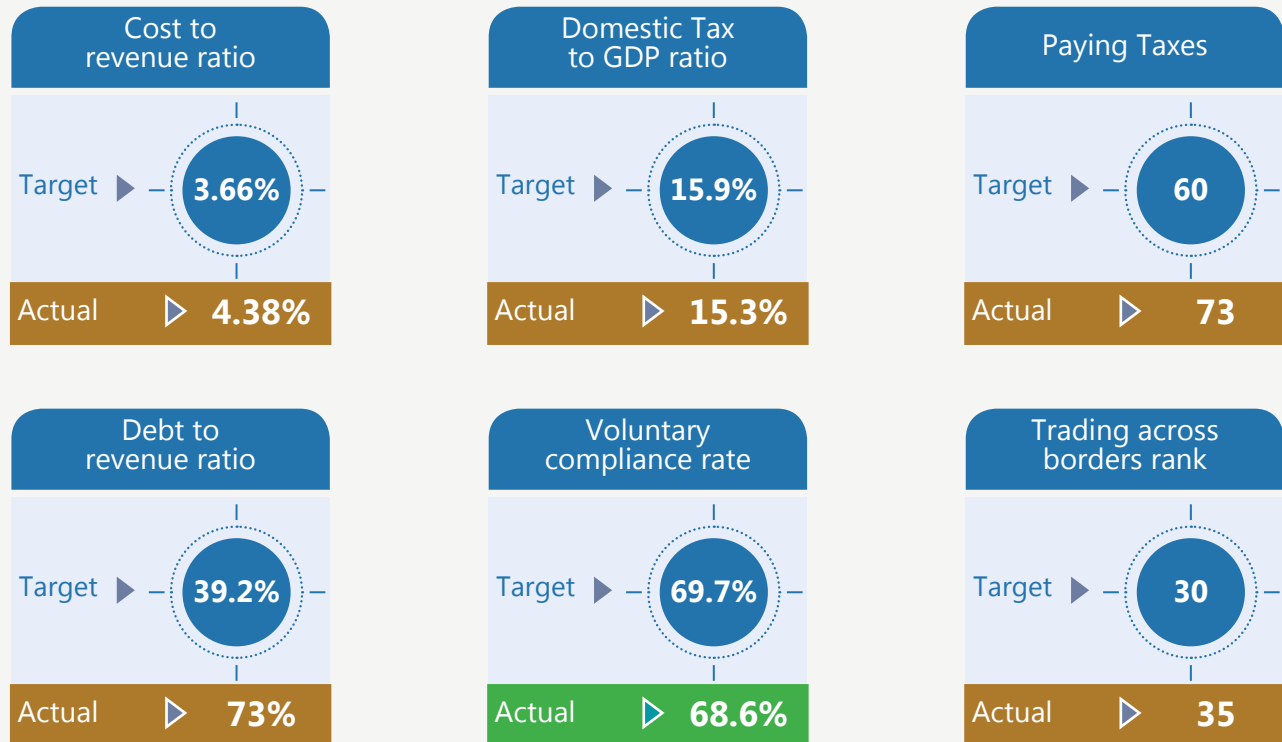 Cost to
revenue ratio
Target
3.66%
Actual
4.38%
Domestic Tax
to GDP ratio
Target
15.9%
Actual
15.3%
Paying Taxes
Target
60
Actual
73
Debt to
revenue ratio
Target
39.2%
Actual
73%
Voluntary
compliance rate
Target
69.7%
Actual
68.6%
Trading across
borders rank
Target
30
Actual
35